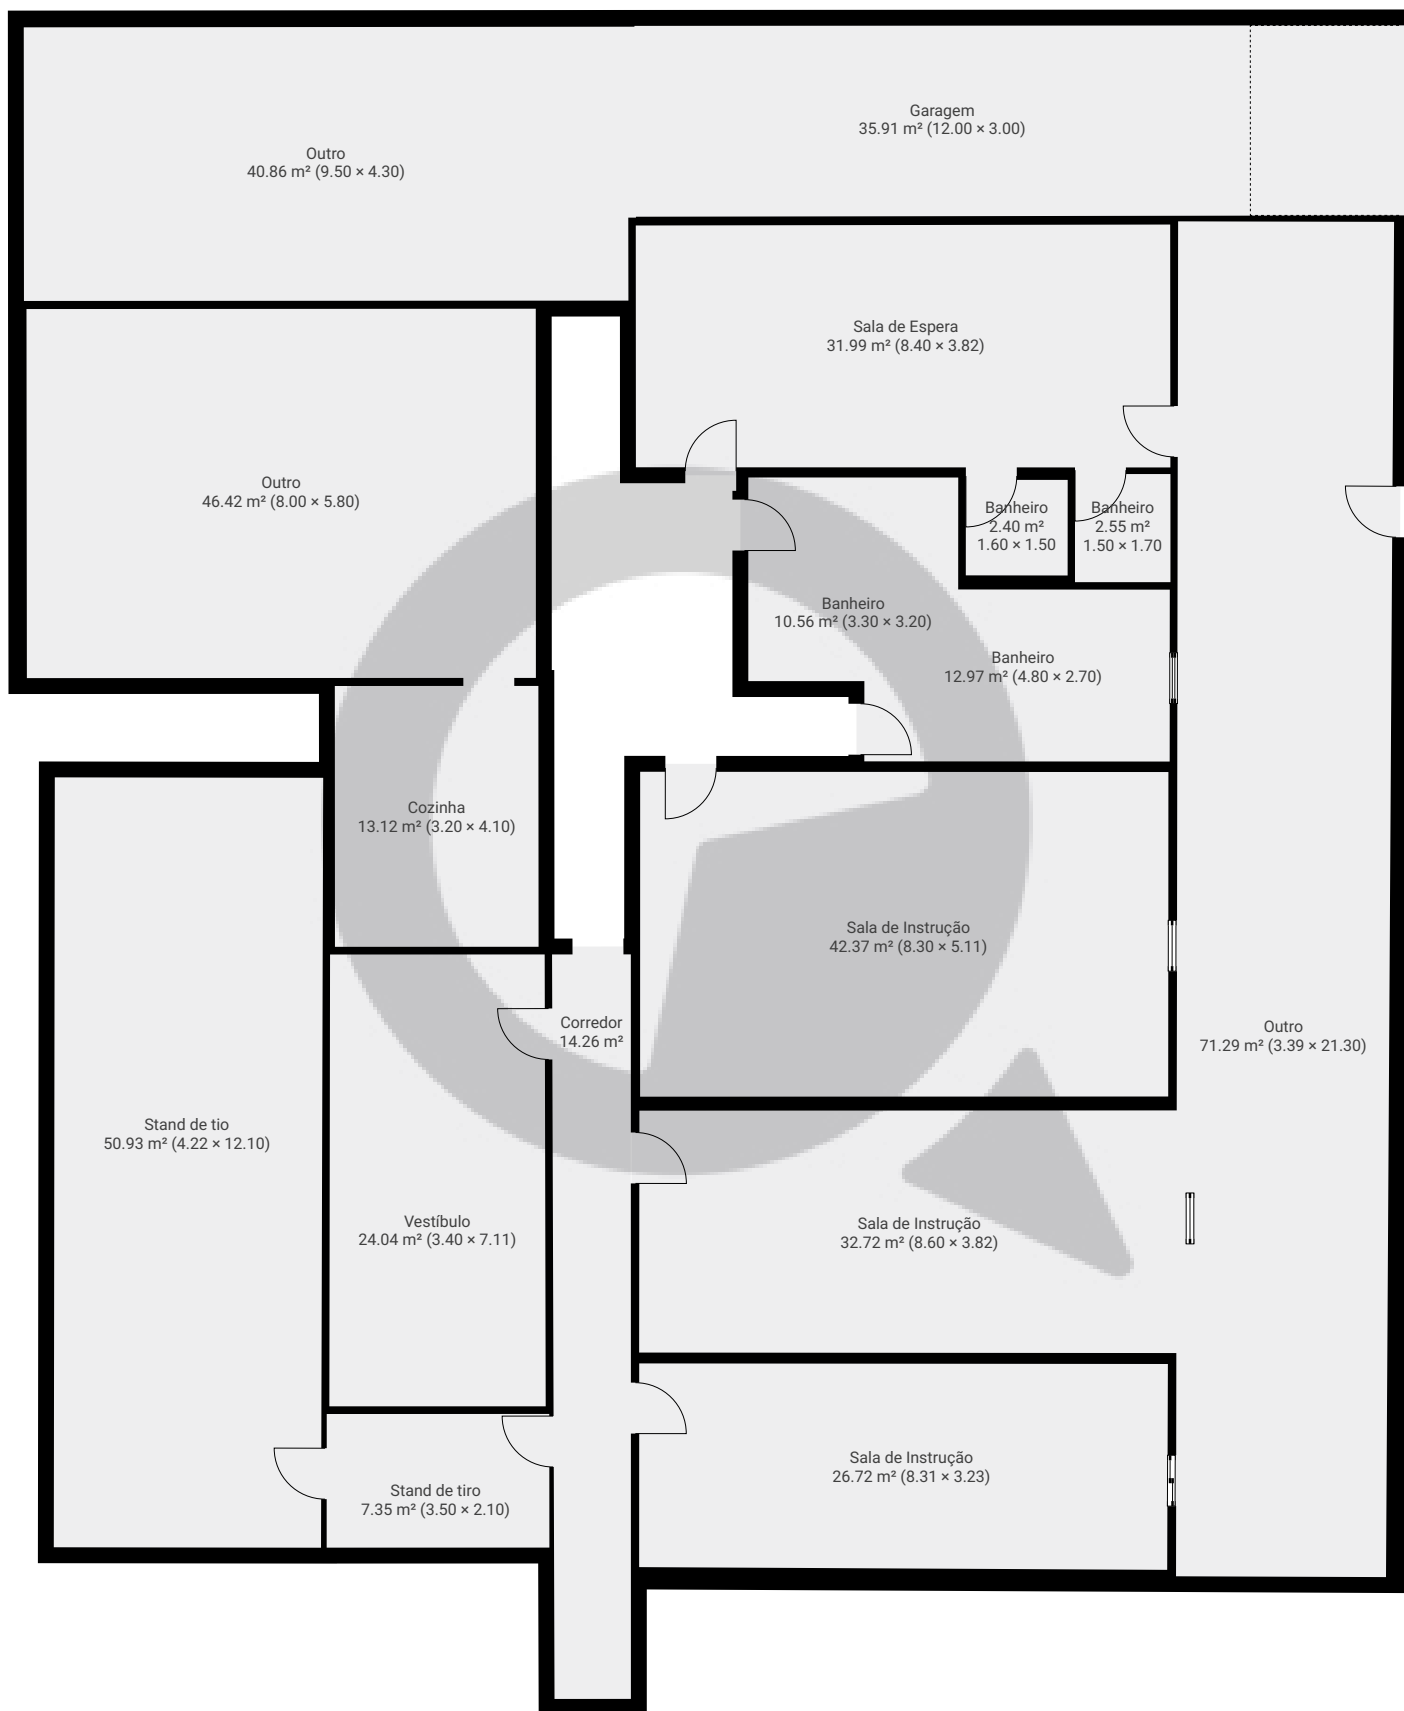 Garagem
35.91 m² (12.00 × 3.00)
Outro
40.86 m² (9.50 × 4.30)
Sala de Espera
31.99 m² (8.40 × 3.82)
Outro
46.42 m² (8.00 × 5.80)
Banheiro
2.40 m²
1.60 × 1.50
Banheiro
2.55 m²
1.50 × 1.70
Banheiro
10.56 m² (3.30 × 3.20)
Banheiro
12.97 m² (4.80 × 2.70)
Cozinha
13.12 m² (3.20 × 4.10)
Sala de Instrução
42.37 m² (8.30 × 5.11)
Corredor
14.26 m²
Outro
71.29 m² (3.39 × 21.30)
Stand de tio
50.93 m² (4.22 × 12.10)
Vestíbulo
24.04 m² (3.40 × 7.11)
Sala de Instrução
32.72 m² (8.60 × 3.82)
Sala de Instrução
26.72 m² (8.31 × 3.23)
Stand de tiro
7.35 m² (3.50 × 2.10)